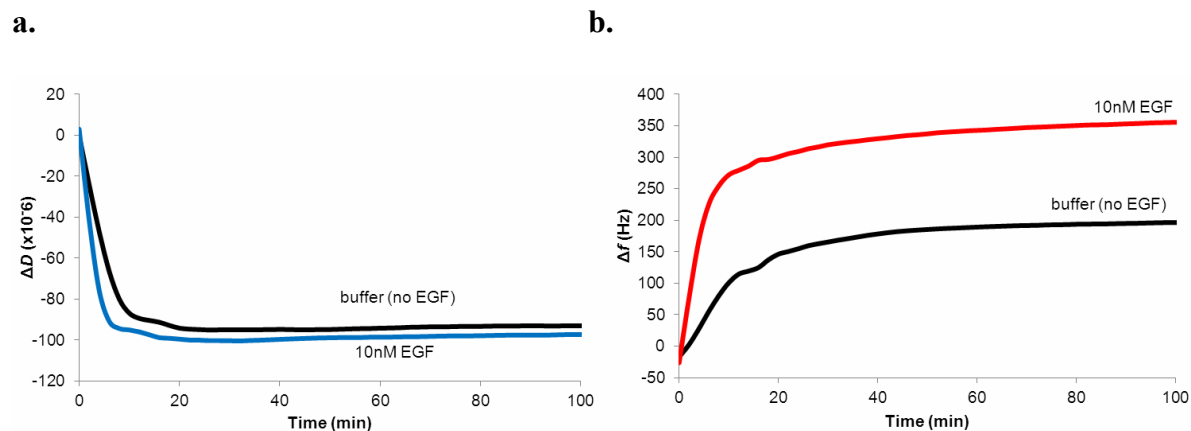 a.
20
0
-20
-40
-60
-80
-100
-120
ΔD (x10⁻⁶)
buffer (no EGF)
10nM EGF
0 20 40 60 80 100
Time (min)
b.
400
350
300
250
200
150
100
50
0
-50
Δf (Hz)
10nM EGF
buffer (no EGF)
0 20 40 60 80 100
Time (min)